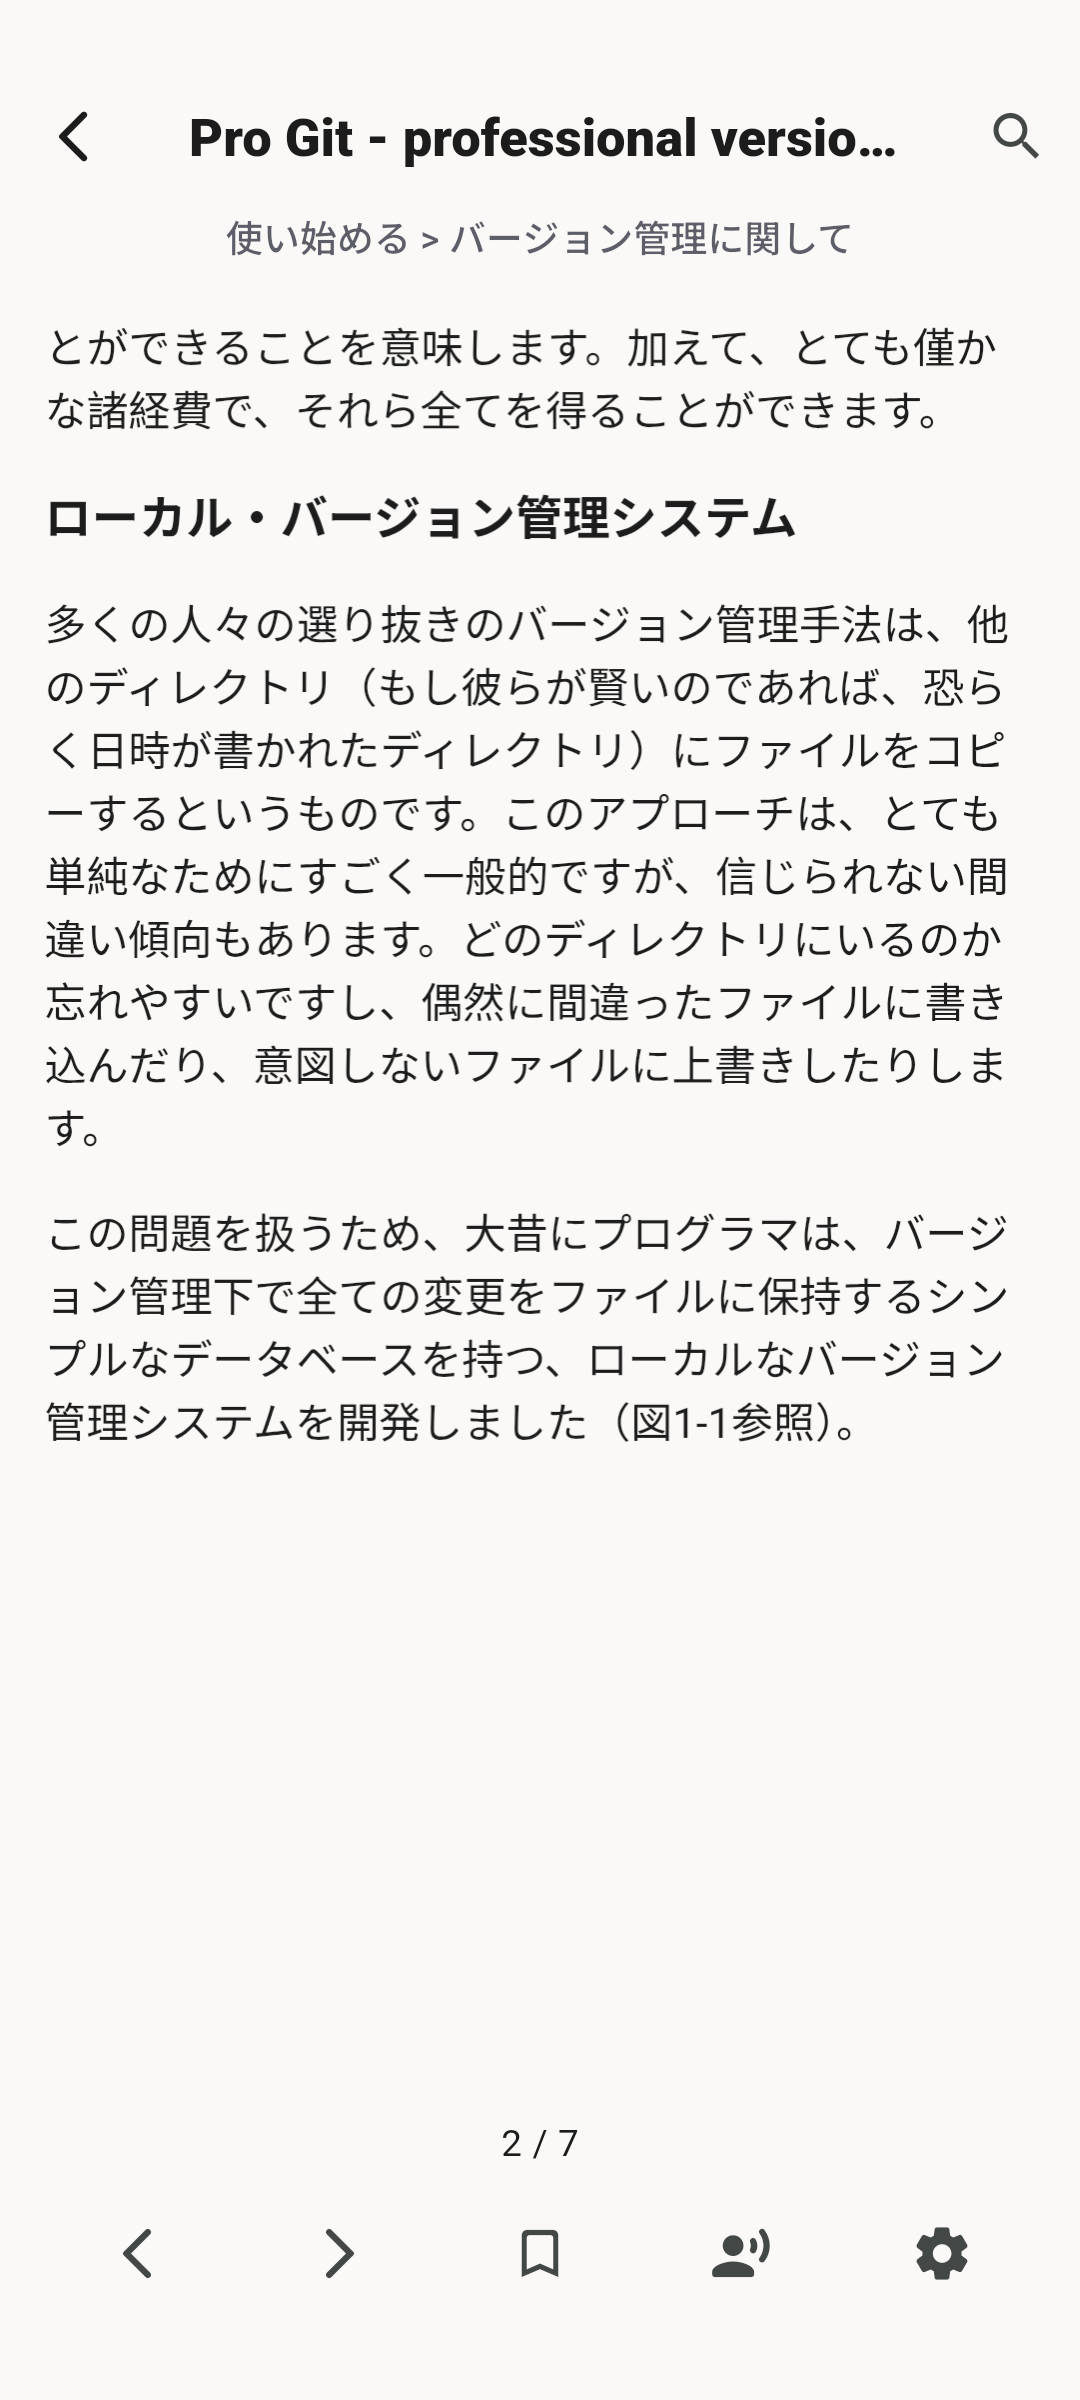 Pro Git - professional versio...
使い始める > バージョン管理に関して
とができることを意味します。加えて、とても僅か
な諸経費で、それら全てを得ることができます。
ローカル・バージョン管理システム
多くの人々の選り抜きのバージョン管理手法は、他
のディレクトリ（もし彼らが賢いのであれば、恐ら
く日時が書かれたディレクトリ）にファイルをコピ
ーするというものです。このアプローチは、とても
単純なためにすごく一般的ですが、信じられない間
違い傾向もあります。どのディレクトリにいるのか
忘れやすいですし、偶然に間違ったファイルに書き
込んだり、意図しないファイルに上書きしたりしま
す。
この問題を扱うため、大昔にプログラマは、バージ
ョン管理下で全ての変更をファイルに保持するシン
プルなデータベースを持つ、ローカルなバージョン
管理システムを開発しました（図1-1参照）。
2 / 7